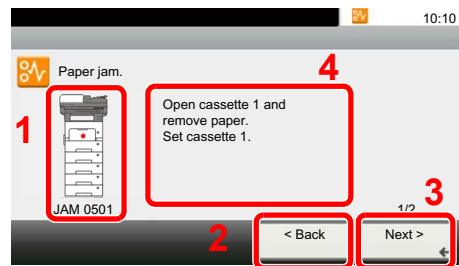 10:10
Paper jam.
4
1
Open cassette 1 and
remove paper.
Set cassette 1.
JAM 0501
1/2
3
2
< Back
Next >